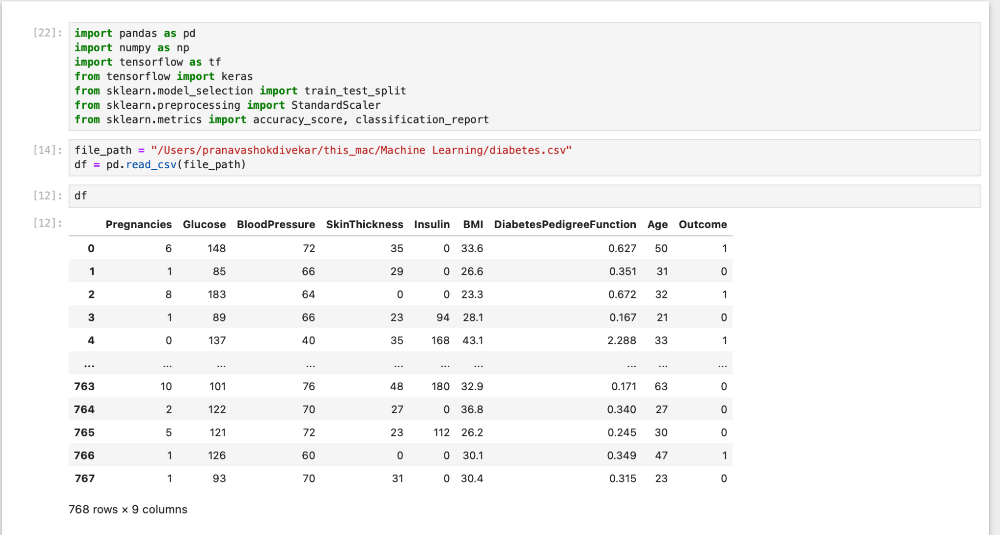 [22]: import pandas as pd
import numpy as np
import tensorflow as tf
from tensorflow import keras
from sklearn.model_selection import train_test_split
from sklearn.preprocessing import StandardScaler
from sklearn.metrics import accuracy_score, classification_report
[14]: file_path = "/Users/pranavashokdivekar/this_mac/Machine Learning/diabetes.csv"
df = pd.read_csv(file_path)
[12]: df
[12]: Pregnancies Glucose BloodPressure SkinThickness Insulin BMI DiabetesPedigreeFunction Age Outcome
0 6 148 72 35 0 33.6 0.627 50 1
1 1 85 66 29 0 26.6 0.351 31 0
2 8 183 64 0 0 23.3 0.672 32 1
3 1 89 66 23 94 28.1 0.167 21 0
4 0 137 40 35 168 43.1 2.288 33 1
... ... ... ... ... ... ... ... ... ...
763 10 101 76 48 180 32.9 0.171 63 0
764 2 122 70 27 0 36.8 0.340 27 0
765 5 121 72 23 112 26.2 0.245 30 0
766 1 126 60 0 0 30.1 0.349 47 1
767 1 93 70 31 0 30.4 0.315 23 0
768 rows × 9 columns